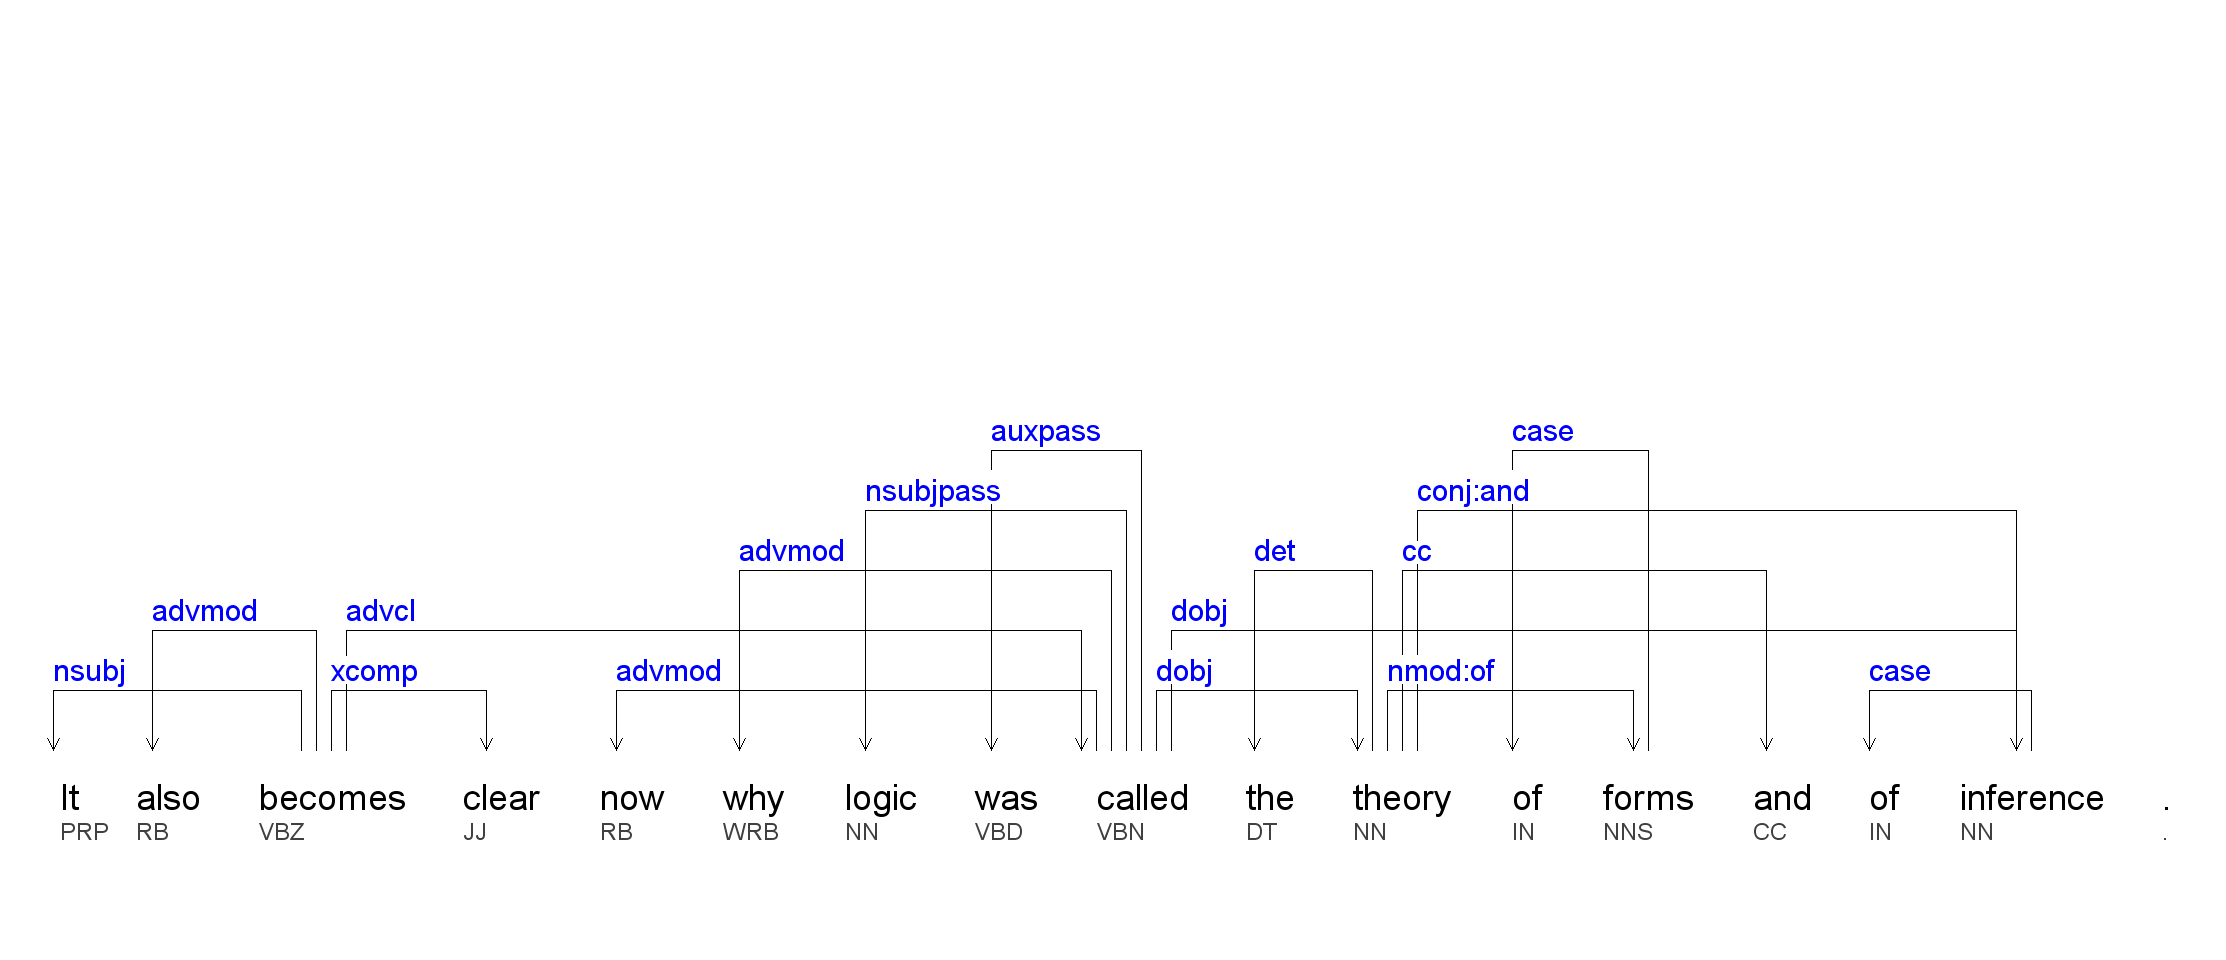 auxpass case
nsubjpass conj:and
advmod det cc
advmod advcl dobj
nsubj xcomp advmod dobj nmod:of case
It also becomes clear now why logic was called the theory of forms and of inference .
PRP RB VBZ JJ RB WRB NN VBD VBN DT NN IN NNS CC IN NN .